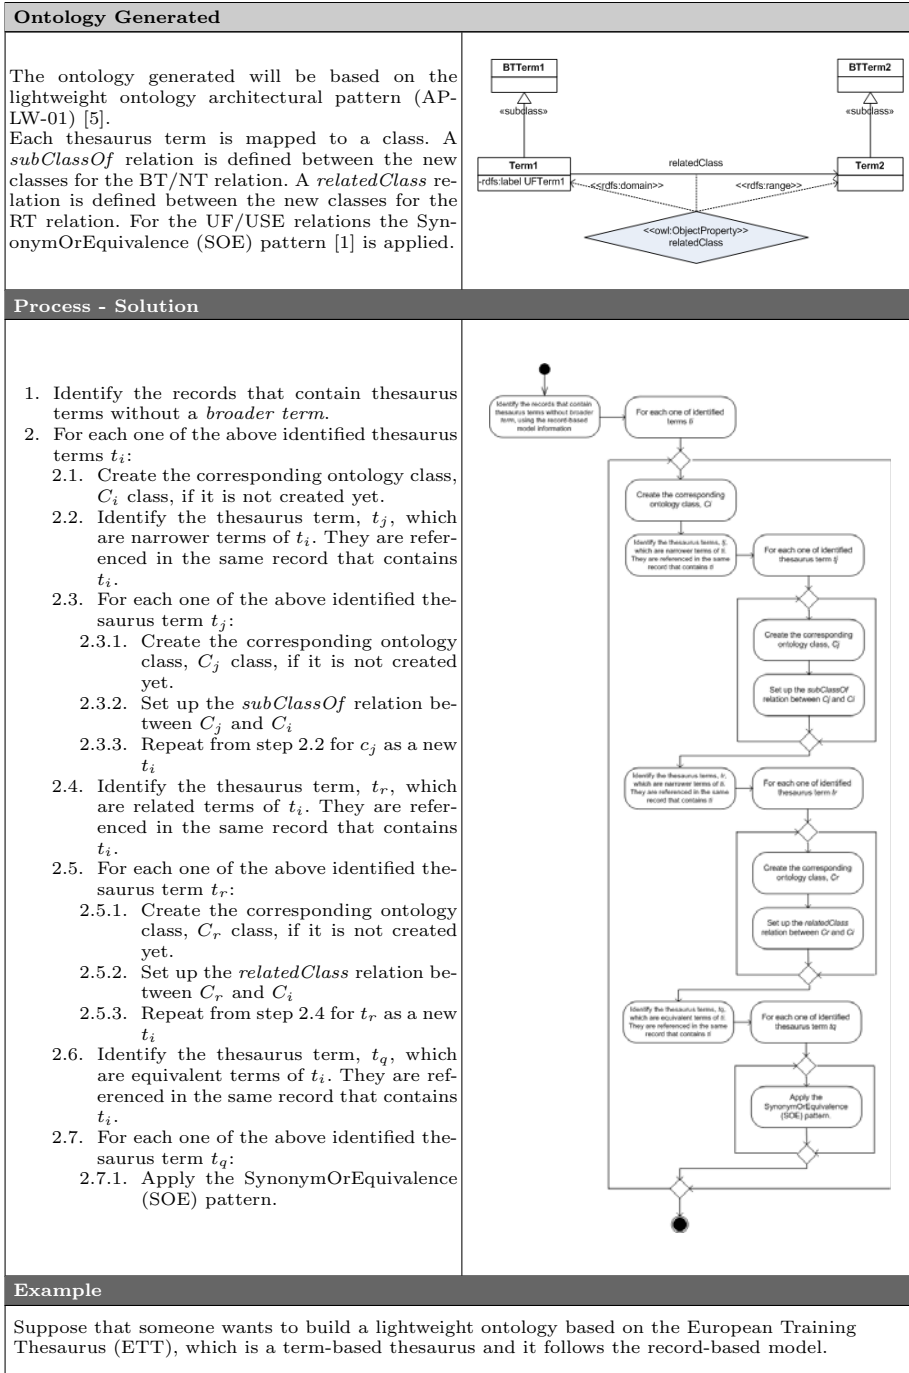 Ontology Generated
The ontology generated will be based on the
lightweight ontology architectural pattern (AP-
LW-01) [5].
Each thesaurus term is mapped to a class. A
subClassOf relation is defined between the new
classes for the BT/NT relation. A relatedClass re-
lation is defined between the new classes for the
RT relation. For the UF/USE relations the Syn-
onymOrEquivalence (SOE) pattern [1] is applied.
BTTerm1
BTTerm2
«subclass»
«subclass»
Term1
-rdfs:label UFTerm1
relatedClass
Term2
<<rdfs:domain>>
<<rdfs:range>>
<<owl:ObjectProperty>>
relatedClass
Process - Solution
1. Identify the records that contain thesaurus
terms without a broader term.
2. For each one of the above identified thesaurus
terms ti:
2.1. Create the corresponding ontology class,
Ci class, if it is not created yet.
2.2. Identify the thesaurus term, tj, which
are narrower terms of ti. They are refer-
enced in the same record that contains
ti.
2.3. For each one of the above identified the-
saurus term tj:
2.3.1. Create the corresponding ontology
class, Cj class, if it is not created
yet.
2.3.2. Set up the subClassOf relation be-
tween Cj and Ci
2.3.3. Repeat from step 2.2 for cj as a new
ti
2.4. Identify the thesaurus term, tr, which
are related terms of ti. They are refer-
enced in the same record that contains
ti.
2.5. For each one of the above identified the-
saurus term tr:
2.5.1. Create the corresponding ontology
class, Cr class, if it is not created
yet.
2.5.2. Set up the relatedClass relation be-
tween Cr and Ci
2.5.3. Repeat from step 2.4 for tr as a new
ti
2.6. Identify the thesaurus term, tq, which
are equivalent terms of ti. They are ref-
erenced in the same record that contains
ti.
2.7. For each one of the above identified the-
saurus term tq:
2.7.1. Apply the SynonymOrEquivalence
(SOE) pattern.
Identify the records that contain
thesaurus terms without broader
term, using the record-based
model information
For each one of identified
terms ti
Create the corresponding
ontology class, Ci
Identify the thesaurus terms, tj,
which are narrower terms of ti.
They are referenced in the same
record that contains ti
For each one of identified
thesaurus term tj
Create the corresponding
ontology class, Cj
Set up the subClassOf
relation between Cj and Ci
Identify the thesaurus terms, tr,
which are narrower terms of ti.
They are referenced in the same
record that contains ti
For each one of identified
thesaurus term tr
Create the corresponding
ontology class, Cr
Set up the relatedClass
relation between Cr and Ci
Identify the thesaurus terms, tq,
which are equivalent terms of ti.
They are referenced in the same
record that contains ti
For each one of identified
thesaurus term tq
Apply the
SynonymOrEquivalence
(SOE) pattern.
Example
Suppose that someone wants to build a lightweight ontology based on the European Training
Thesaurus (ETT), which is a term-based thesaurus and it follows the record-based model.